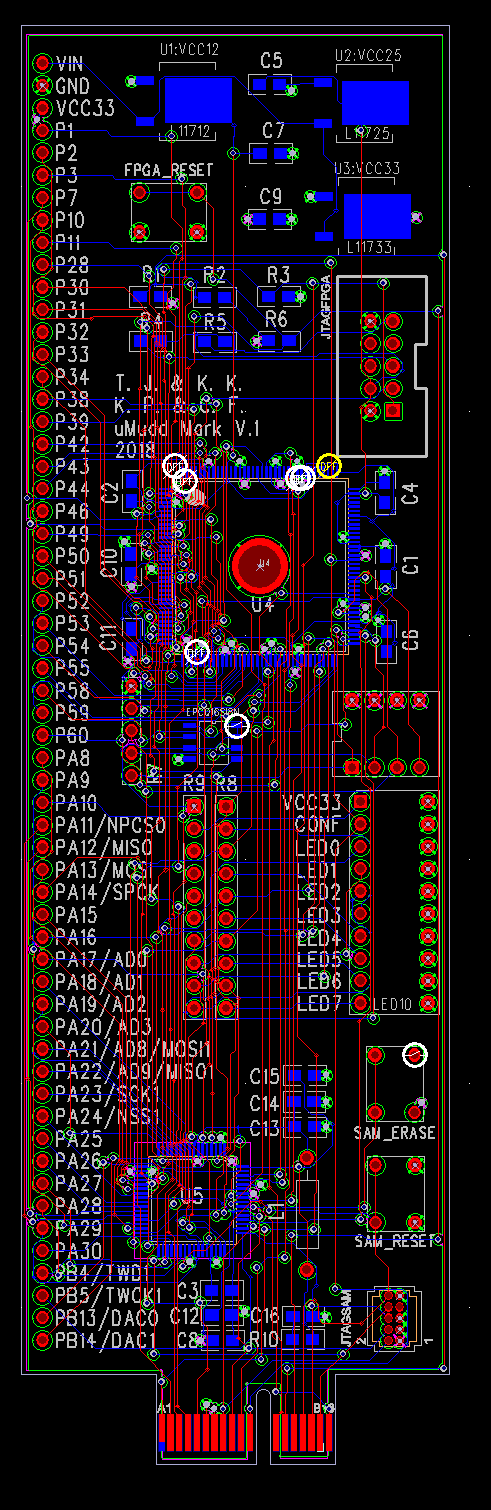 U1:VCC12
U2:VCC25
C5
VIN
GND
VCC33
P1
L11725
P2
C7
U3:VCC33
P3
FPGA_RESET
P7
P10
C9
P11
L11733
P28
P30
R1
R2
R3
P31
JTAGFPGA
P32
R4
R5
R6
P33
P34
T. J. & K. K.
P38
P39
uMood Mark V.1
P42
2018
P43
P44
C2
C4
P46
P49
P50
C10
C1
U4
P51
P52
U4
P53
C11
C6
P54
P55
P58
P59
P60
PA8
PA9
R9
R8
PA10
VCC33
PA11/NPCS0
CONF
PA12/MISO
LED0
PA13/MOSI
LED1
PA14/SPCK
LED2
PA15
LED3
PA16
LED4
PA17/AD0
LED5
PA18/AD1
LED6
PA19/AD2
LED7
LED10
PA20/AD3
PA21/AD8/MOSI1
PA22/AD9/MISO1
PA23/SCK1
C15
PA24/NSS1
C14
PA25
C13
SAM_ERASE
PA26
PA27
PA28
PA29
SAM_RESET
PA30
PB4/TWD1
PB5/TWCK1
C3
PB13/DAC0
C12
C16
JTAGSAM
PB14/DAC1
C8
R10
2
1
A1
B13